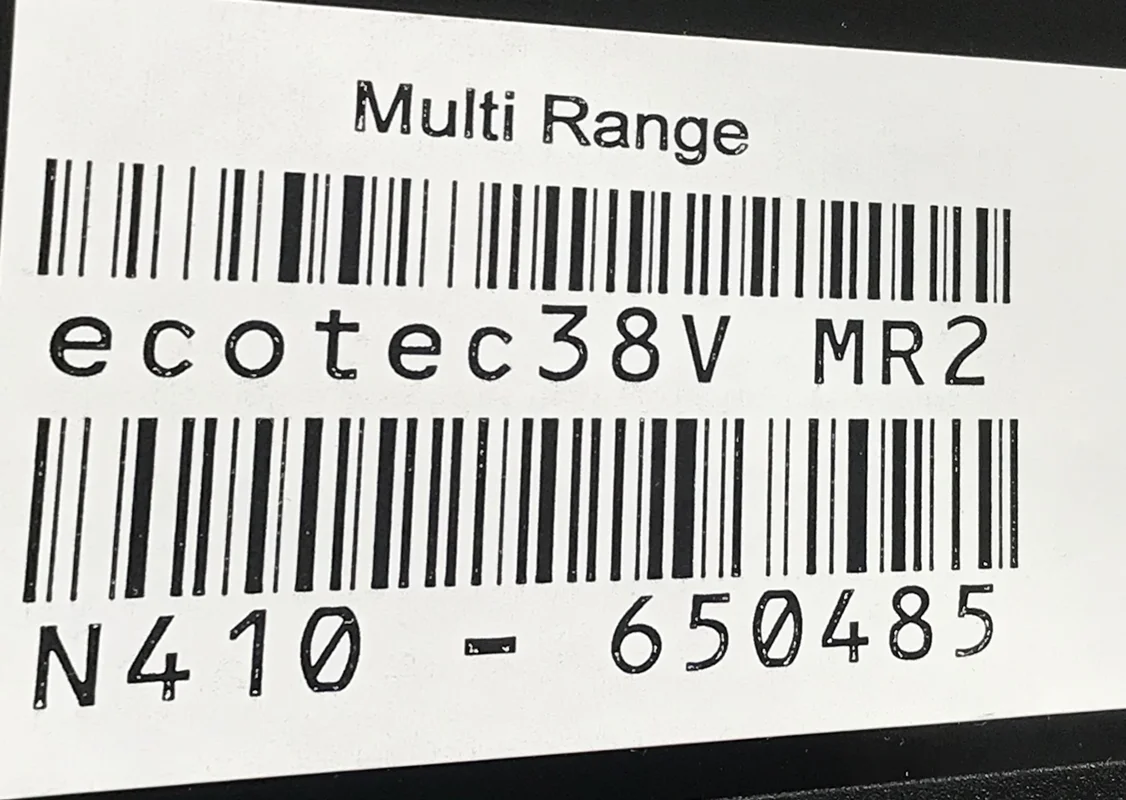 Multi Range
ecotec38V MR2
N410 - 650485